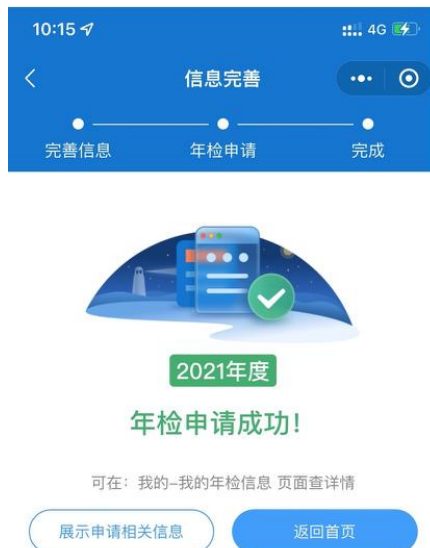 10:15 4G
信息完善
完善信息 年检申请 完成
2021年度
年检申请成功!
可在：我的-我的年检信息 页面查详情
展示申请相关信息 返回首页